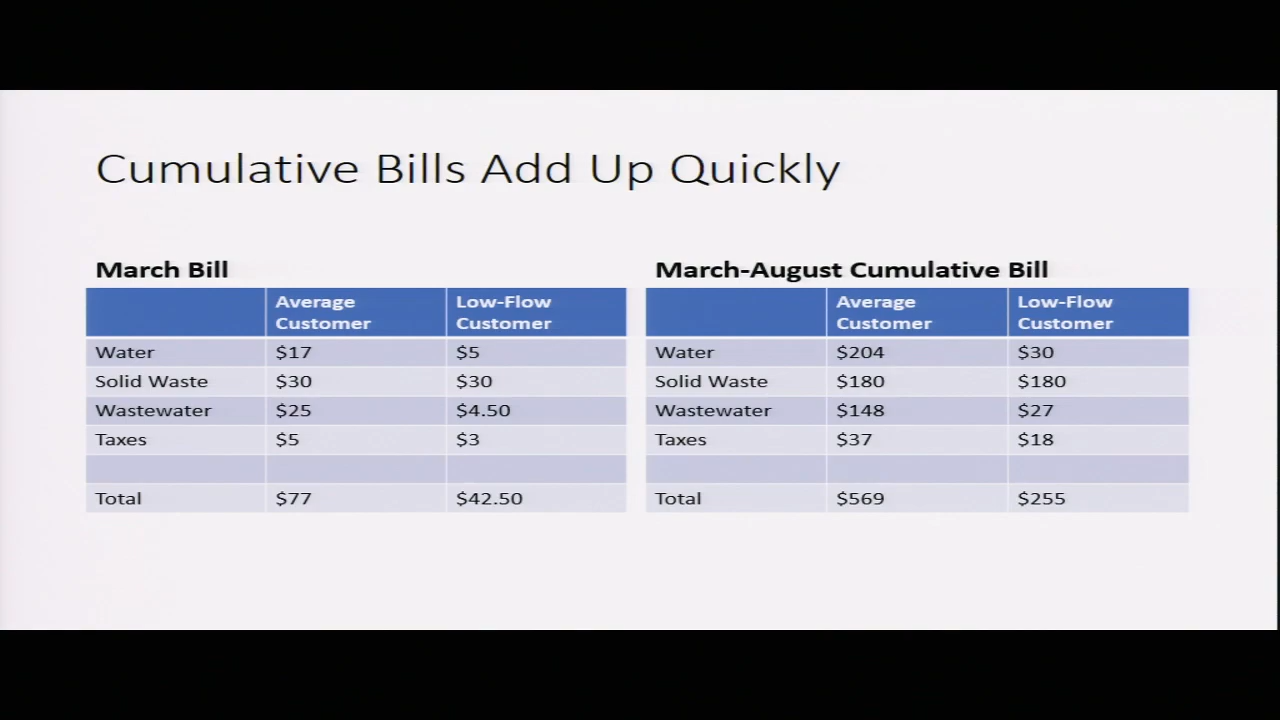 Cumulative Bills Add Up Quickly
March Bill
Average Customer Low-Flow Customer
Water $17 $5
Solid Waste $30 $30
Wastewater $25 $4.50
Taxes $5 $3
Total $77 $42.50
March-August Cumulative Bill
Average Customer Low-Flow Customer
Water $204 $30
Solid Waste $180 $180
Wastewater $148 $27
Taxes $37 $18
Total $569 $255